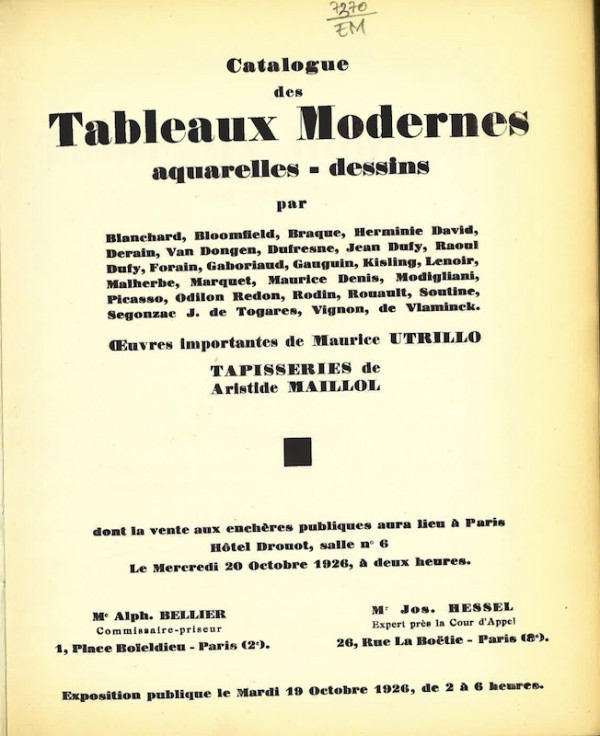 7370
EM
Catalogue
des
Tableaux Modernes
aquarelles - dessins
par
Blanchard, Bloomfield, Braque, Herminie David,
Derain, Van Dongen, Dufresne, Jean Dufy, Raoul
Dufy, Forain, Gaboriaud, Gauguin, Kisling, Lenoir,
Malherbe, Marquet, Maurice Denis, Modigliani,
Picasso, Odilon Redon, Rodin, Rouault, Soutine,
Segonzac J. de Togares, Vignon, de Vlaminck.
Œuvres importantes de Maurice UTRILLO
TAPISSERIES de
Aristide MAILLOL
dont la vente aux enchères publiques aura lieu à Paris
Hôtel Drouot, salle n° 6
Le Mercredi 20 Octobre 1926, à deux heures.
Mᵉ Alph. BELLIER
Commissaire-priseur
1, Place Boïeldieu - Paris (2ᵉ).
Mʳ Jos. HESSEL
Expert près la Cour d'Appel
26, Rue La Boëtie - Paris (8ᵉ).
Exposition publique le Mardi 19 Octobre 1926, de 2 à 6 heures.